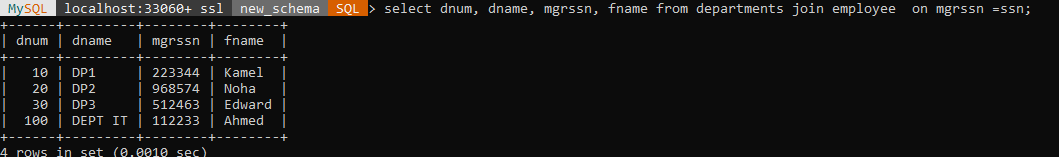 MySQL localhost:33060+ ssl new_schema SQL > select dnum, dname, mgrssn, fname from departments join employee  on mgrssn =ssn;
+------+---------+--------+--------+
| dnum | dname   | mgrssn | fname  |
+------+---------+--------+--------+
|   10 | DP1     | 223344 | Kamel  |
|   20 | DP2     | 968574 | Noha   |
|   30 | DP3     | 512463 | Edward |
|  100 | DEPT IT | 112233 | Ahmed  |
+------+---------+--------+--------+
4 rows in set (0.0010 sec)